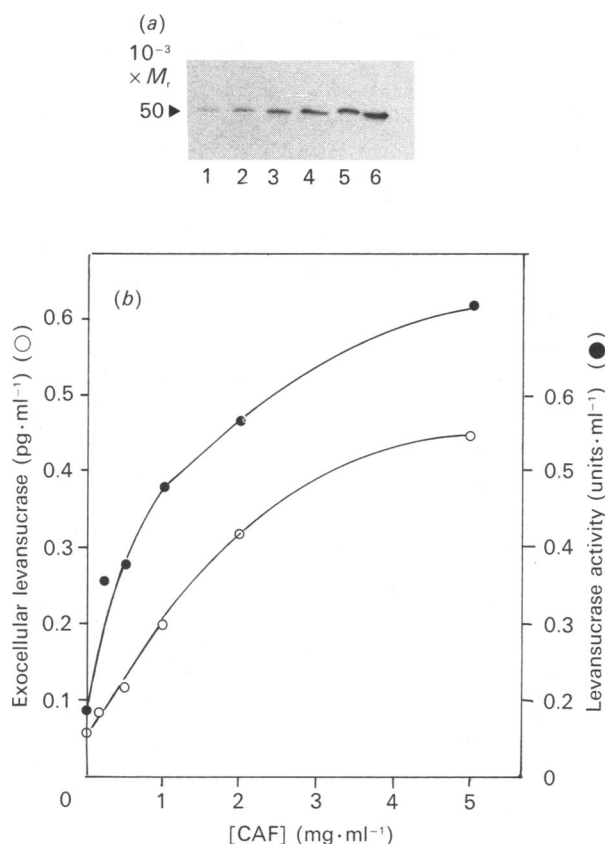 (a)
10⁻³
× Mᵣ
50
1 2 3 4 5 6
(b)
Exocellular levansucrase (pg·ml⁻¹) (○)
0.6
0.5
0.4
0.3
0.2
0.1
0
Levansucrase activity (units·ml⁻¹) (●)
0.6
0.5
0.4
0.3
0.2
0
0 1 2 3 4 5
[CAF] (mg·ml⁻¹)